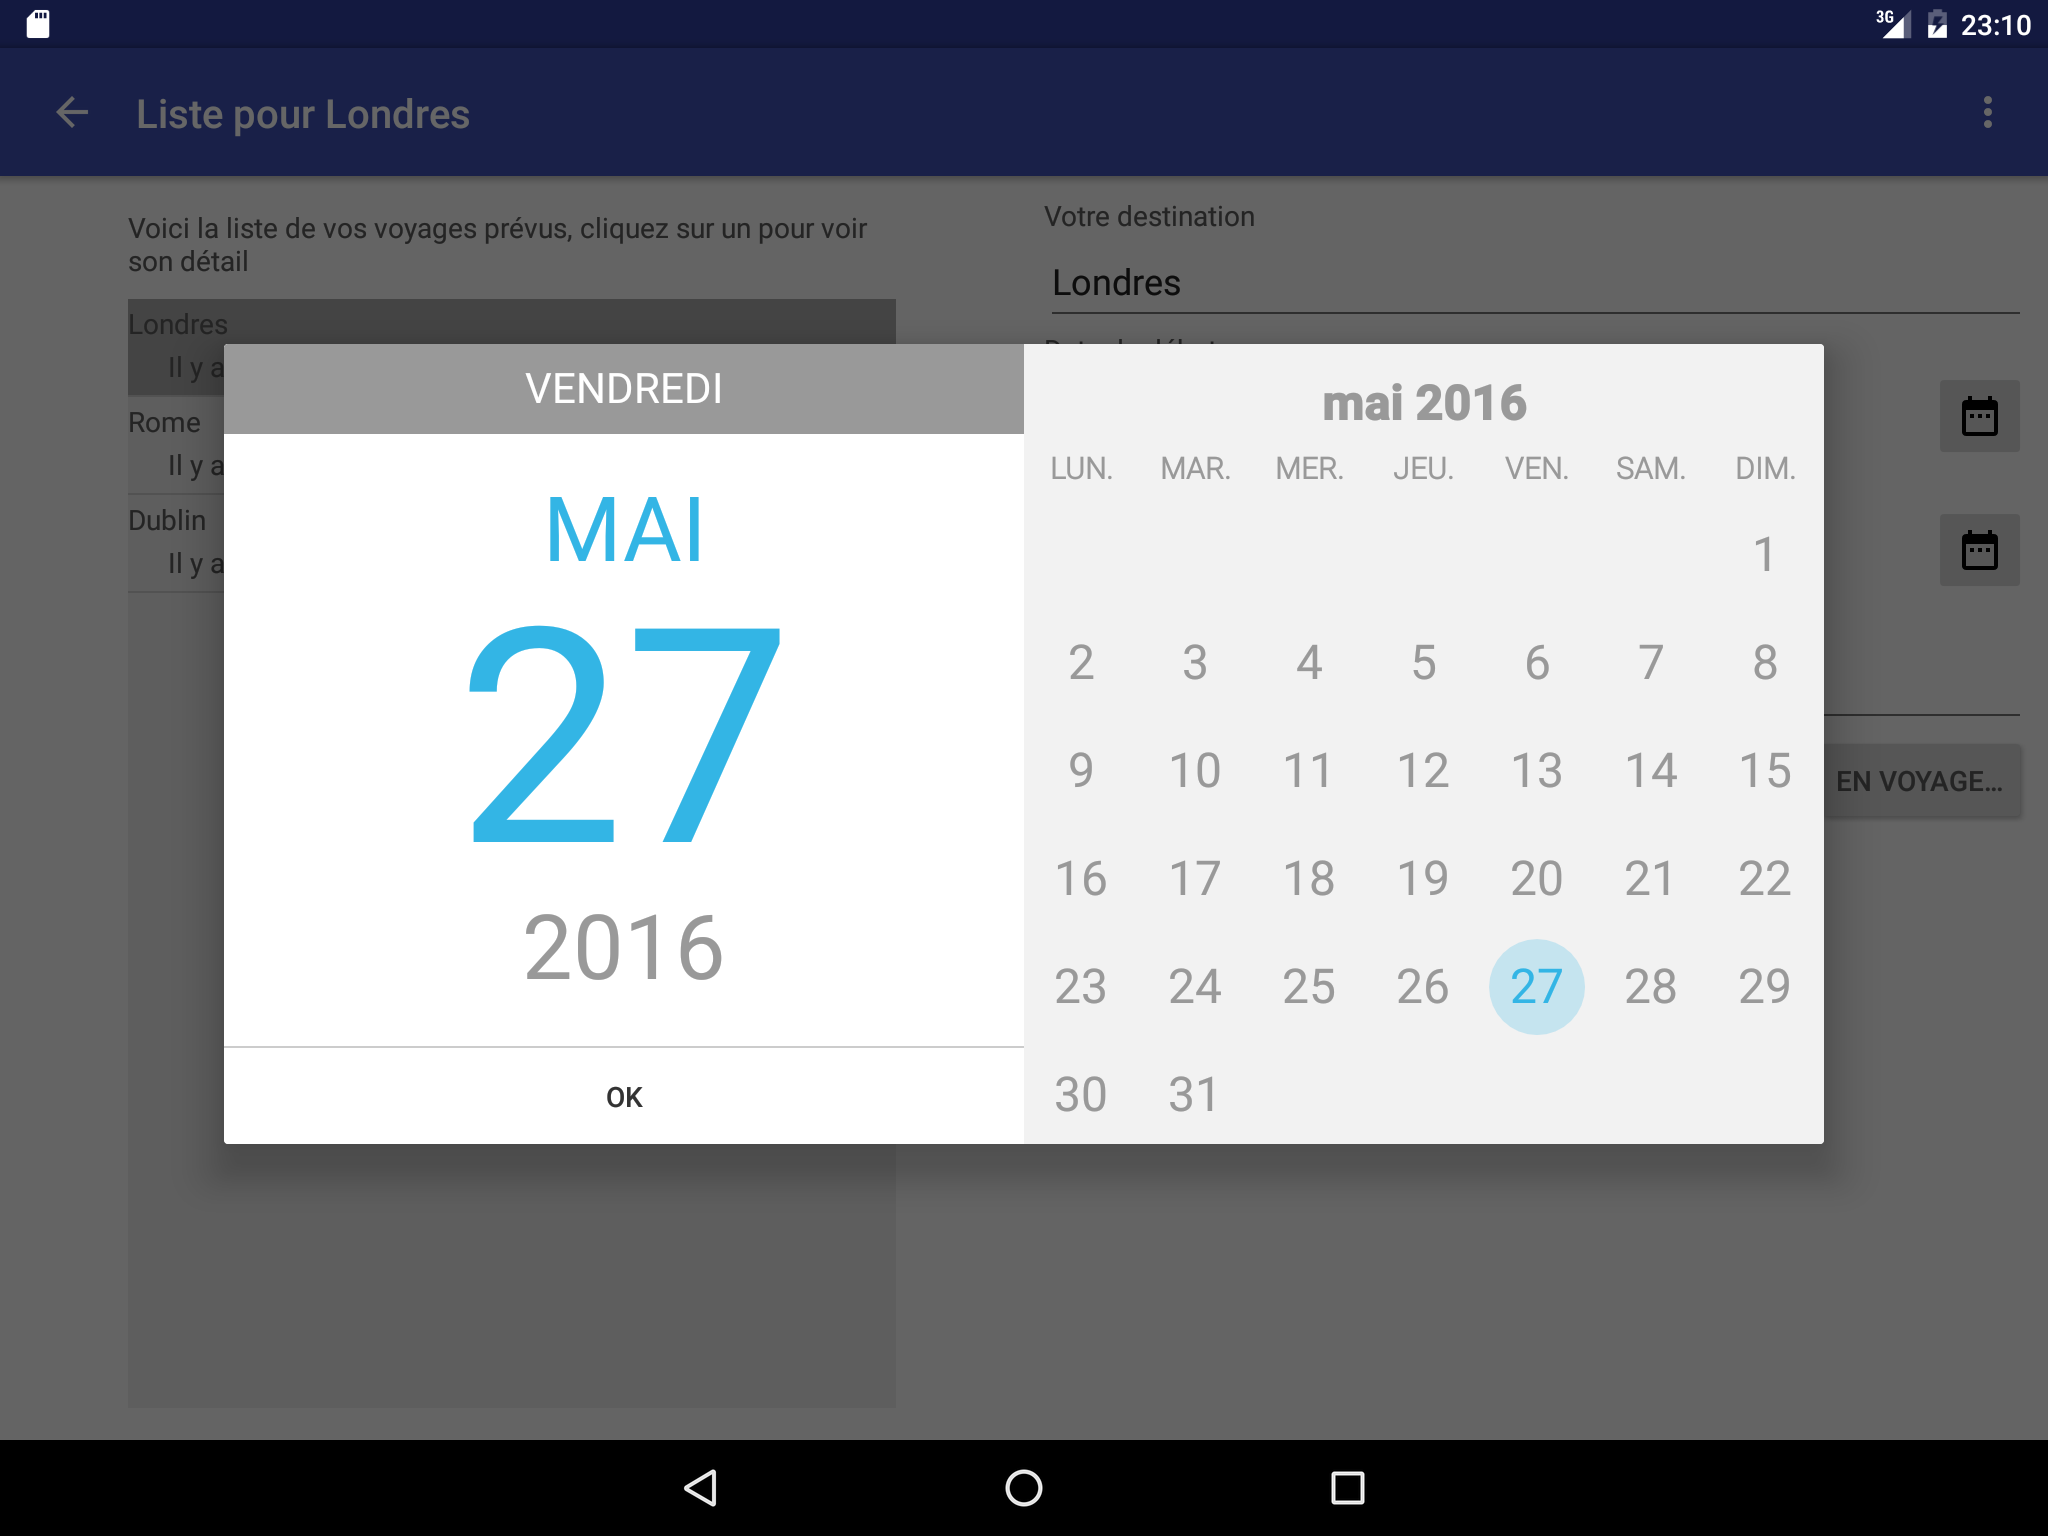 3G 23:10
Liste pour Londres
Voici la liste de vos voyages prévus, cliquez sur un pour voir
son détail
Londres
Il y a
Rome
Il y a
Dublin
Il y a
Votre destination
Londres
EN VOYAGE...
VENDREDI
MAI
27
2016
OK
mai 2016
LUN. MAR. MER. JEU. VEN. SAM. DIM.
1
2 3 4 5 6 7 8
9 10 11 12 13 14 15
16 17 18 19 20 21 22
23 24 25 26 27 28 29
30 31